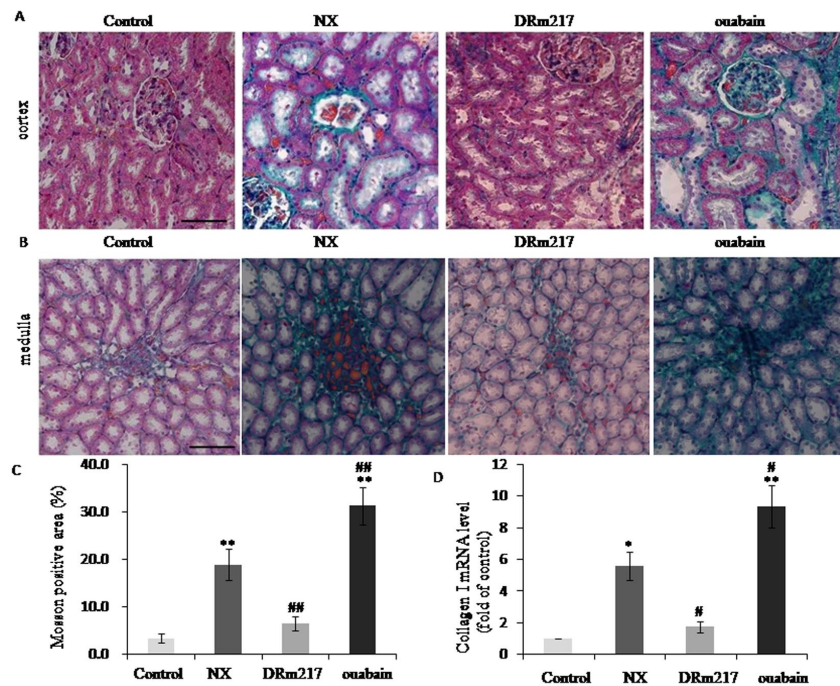 A
Control NX DRm217 ouabain
cortex
B
Control NX DRm217 ouabain
medulla
C
Mosson positive area (%)
40.0
30.0
20.0
10.0
0.0
**
##
##
**
Control NX DRm217 ouabain
D
Collagen I mRNA level
(fold of control)
12
10
8
6
4
2
0
*
#
#
**
Control NX DRm217 ouabain